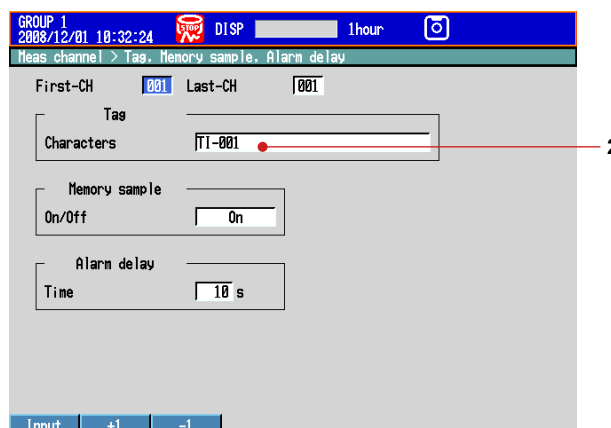 GROUP 1
2008/12/01 10:32:24
STOP
DISP
1hour
Meas channel > Tag, Memory sample, Alarm delay
First-CH 001 Last-CH 001
Tag
Characters TI-001
2
Memory sample
On/Off On
Alarm delay
Time 10 s
Input +1 -1